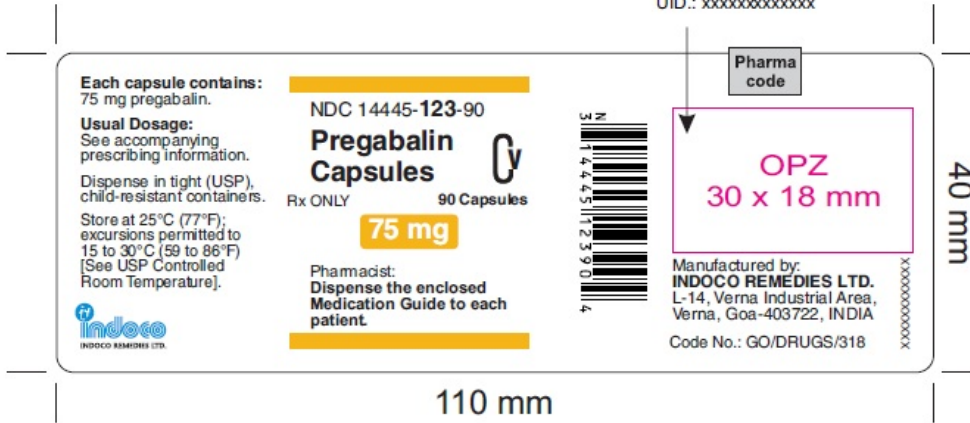 UID.: xxxxxxxxxxxxx
Pharma
code
Each capsule contains:
75 mg pregabalin.
Usual Dosage:
See accompanying
prescribing information.
Dispense in tight (USP),
child-resistant containers.
Store at 25°C (77°F);
excursions permitted to
15 to 30°C (59 to 86°F)
[See USP Controlled
Room Temperature].
indoco
INDOCO REMEDIES LTD.
NDC 14445-123-90
Pregabalin
Capsules
CV
Rx ONLY
90 Capsules
75 mg
Pharmacist:
Dispense the enclosed
Medication Guide to each
patient.
N
3 14445 12390 4
OPZ
30 x 18 mm
Manufactured by:
INDOCO REMEDIES LTD.
L-14, Verna Industrial Area,
Verna, Goa-403722, INDIA
Code No.: GO/DRUGS/318
40 mm
110 mm